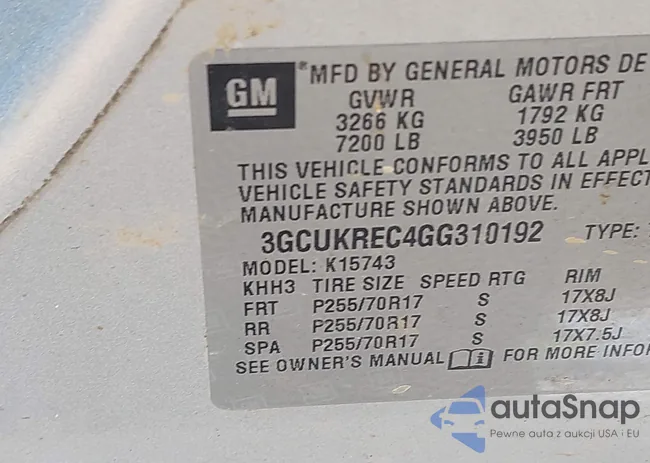 GM
*MFD BY GENERAL MOTORS DE
GVWR GAWR FRT
3266 KG 1792 KG
7200 LB 3950 LB
THIS VEHICLE CONFORMS TO ALL APPL
VEHICLE SAFETY STANDARDS IN EFFECT
MANUFACTURE SHOWN ABOVE.
3GCUKREC4GG310192 TYPE:
MODEL: K15743
KHH3 TIRE SIZE SPEED RTG RIM
FRT P255/70R17 S 17X8J
RR P255/70R17 S 17X8J
SPA P255/70R17 S 17X7.5J
SEE OWNER'S MANUAL FOR MORE INFO
autaSnap
Pewne auta z aukcji USA i EU